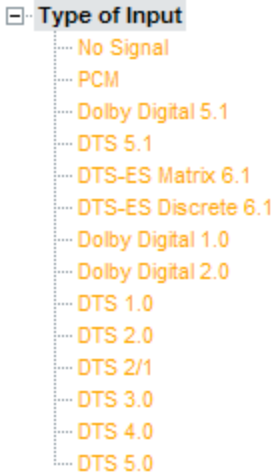 Type of Input
No Signal
PCM
Dolby Digital 5.1
DTS 5.1
DTS-ES Matrix 6.1
DTS-ES Discrete 6.1
Dolby Digital 1.0
Dolby Digital 2.0
DTS 1.0
DTS 2.0
DTS 2/1
DTS 3.0
DTS 4.0
DTS 5.0